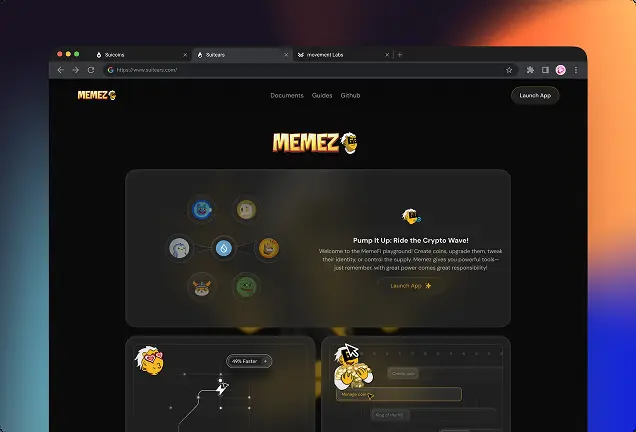 Suicoins
Suitears
movement Labs
https://www.suitears.com/
MEMEZ
Documents
Guides
Github
Launch App
MEMEZ
Pump It Up: Ride the Crypto Wave!
Welcome to the MemeFi playground! Create coins, upgrade them, tweak
their identity, or control the supply. Memez gives you powerful tools—
just remember, with great power comes great responsibility!
Launch App
49% Faster
Create coin
Manage coin
King of the hill